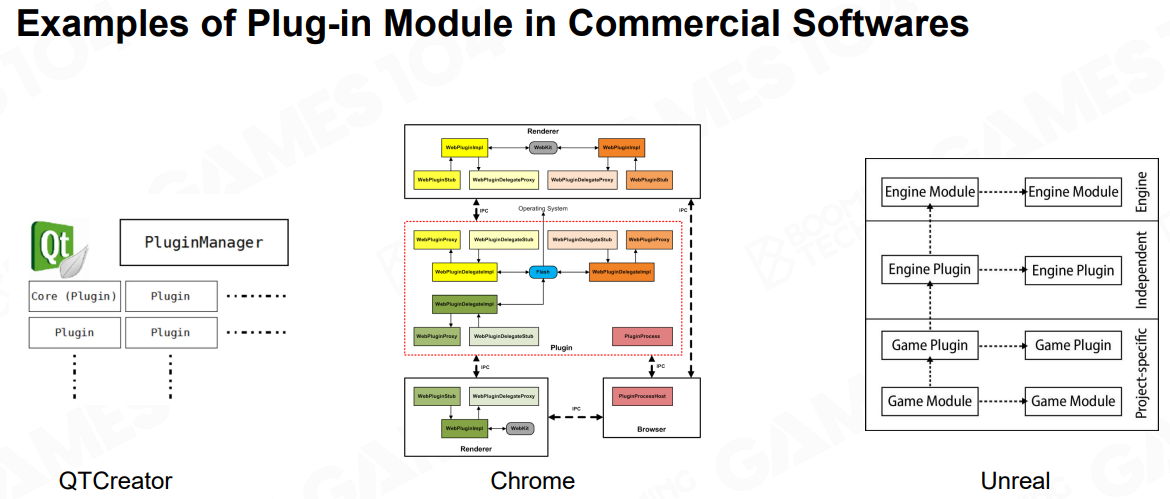 Examples of Plug-in Module in Commercial Softwares
Qt
PluginManager
Core (Plugin)
Plugin
Plugin
Plugin
QTCreator
Renderer
WebPluginImpl
WebKit
WebPluginImpl
WebPluginStub
WebPluginDelegateProxy
WebPluginDelegateProxy
WebPluginStub
IPC
Operating System
IPC
WebPluginProxy
WebPluginDelegateStub
WebPluginDelegateStub
WebPluginProxy
WebPluginDelegateImpl
Flash
WebPluginDelegateImpl
WebPluginDelegateImpl
WebPluginProxy
WebPluginDelegateStub
PluginProcess
Plugin
IPC
IPC
WebPluginStub
WebPluginDelegateProxy
PluginProcessHost
IPC
WebPluginImpl
WebKit
Renderer
Browser
Chrome
Engine Module
Engine Module
Engine
Engine Plugin
Engine Plugin
Independent
Game Plugin
Game Plugin
Game Module
Game Module
Project-specific
Unreal
GAMES104